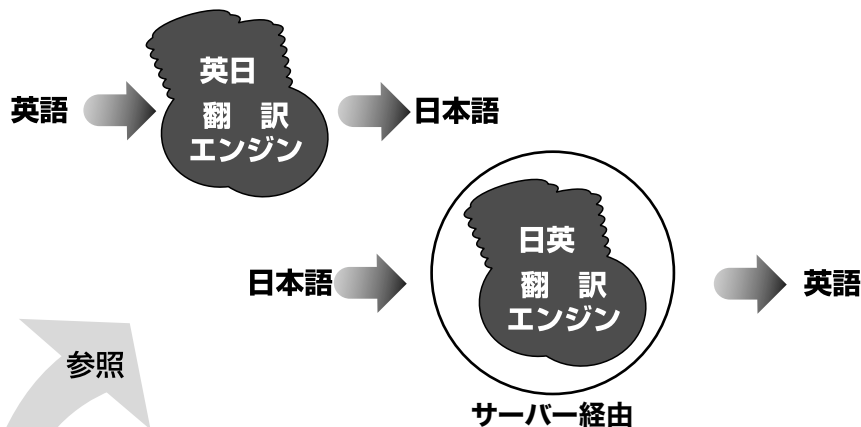 英語
英日
翻　訳
エンジン
日本語
日本語
日英
翻　訳
エンジン
英語
参照
サーバー経由